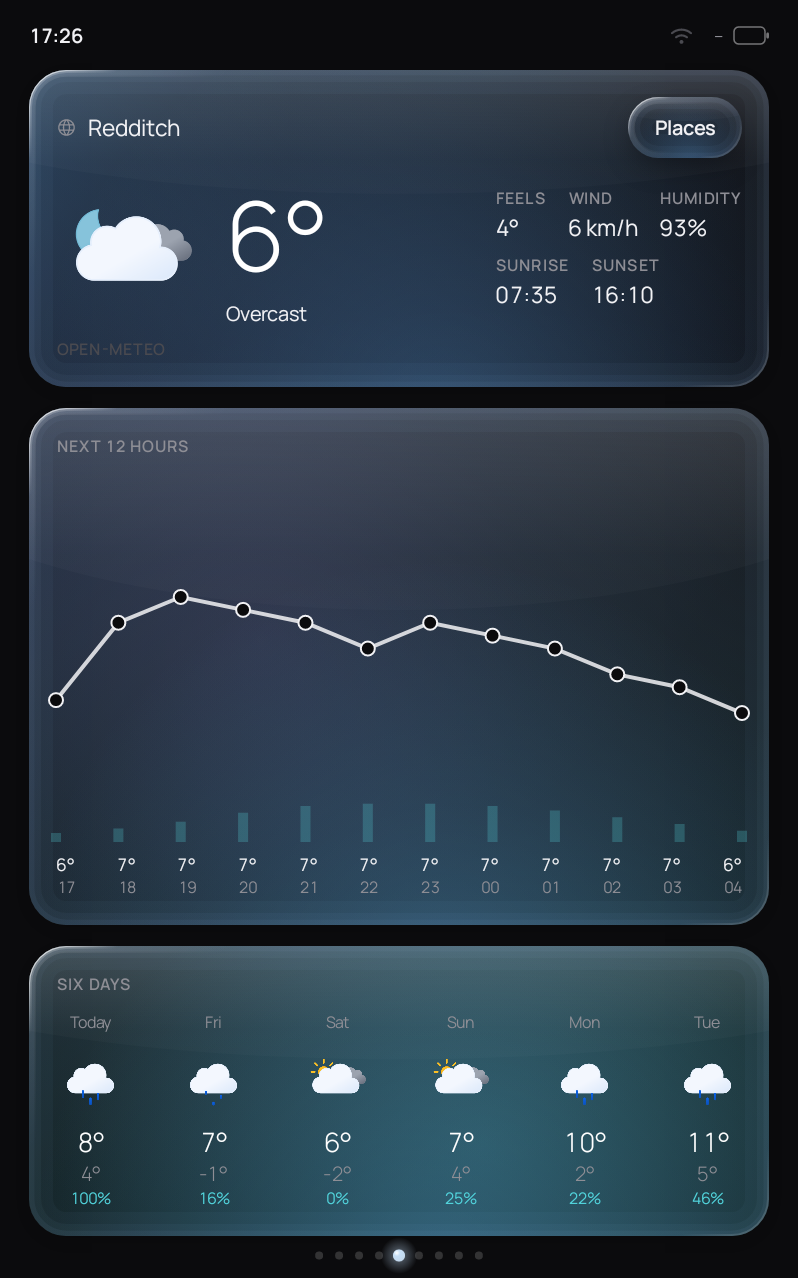 17:26
–
Redditch
Places
6°
Overcast
FEELS WIND HUMIDITY
4° 6 km/h 93%
SUNRISE SUNSET
07:35 16:10
OPEN-METEO
NEXT 12 HOURS
6° 7° 7° 7° 7° 7° 7° 7° 7° 7° 7° 6°
17 18 19 20 21 22 23 00 01 02 03 04
SIX DAYS
Today Fri Sat Sun Mon Tue
8° 7° 6° 7° 10° 11°
4° -1° -2° 4° 2° 5°
100% 16% 0% 25% 22% 46%